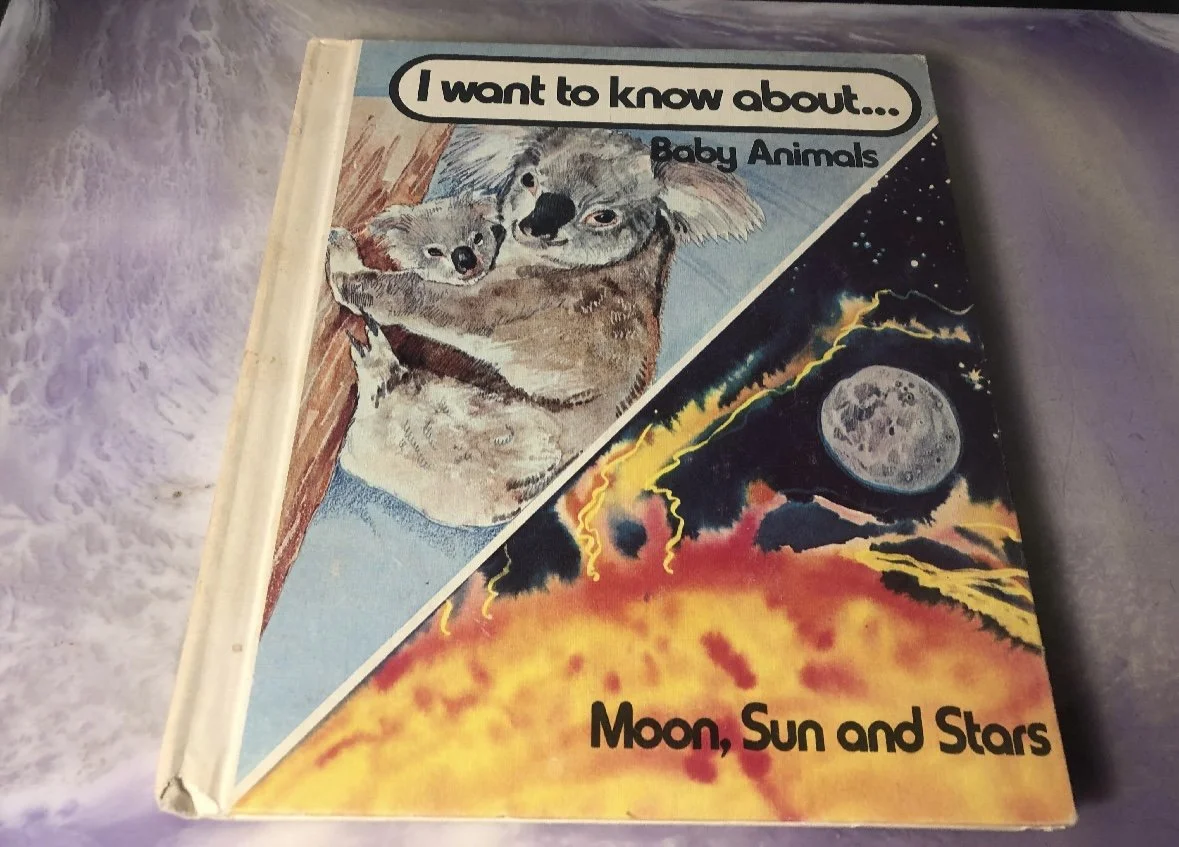 I want to know about...
Baby Animals
Moon, Sun and Stars